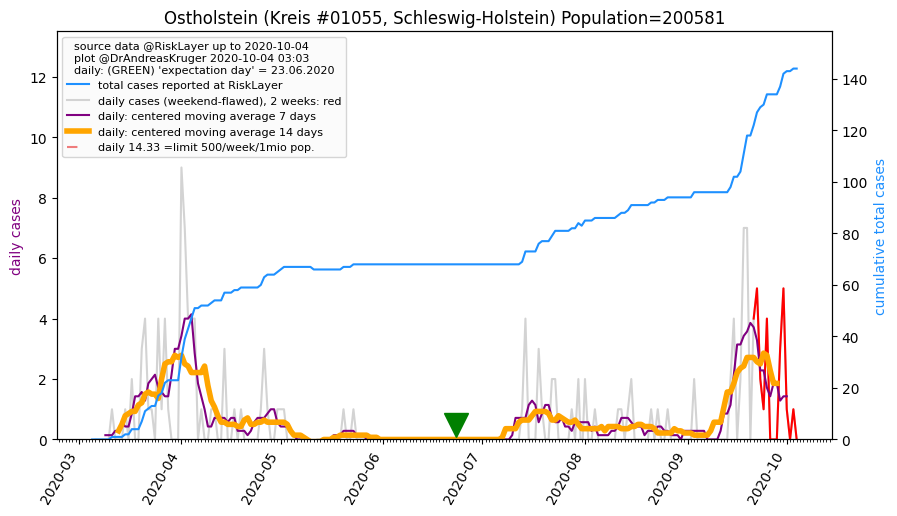 Ostholstein (Kreis #01055, Schleswig-Holstein) Population=200581
source data @RiskLayer up to 2020-10-04
plot @DrAndreasKruger 2020-10-04 03:03
daily: (GREEN) 'expectation day' = 23.06.2020
total cases reported at RiskLayer
daily cases (weekend-flawed), 2 weeks: red
daily: centered moving average 7 days
daily: centered moving average 14 days
daily 14.33 =limit 500/week/1mio pop.
daily cases
0
2
4
6
8
10
12
cumulative total cases
0
20
40
60
80
100
120
140
2020-03
2020-04
2020-05
2020-06
2020-07
2020-08
2020-09
2020-10